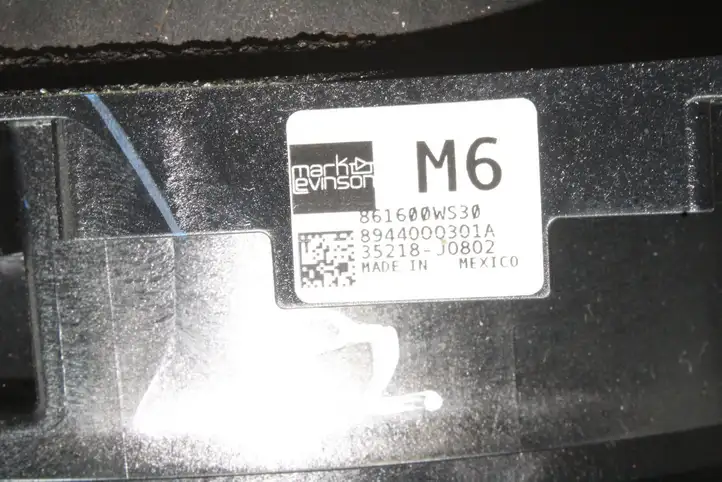 mark
levinson
M6
861600WS30
8944000301A
35218-J0802
MADE IN MEXICO